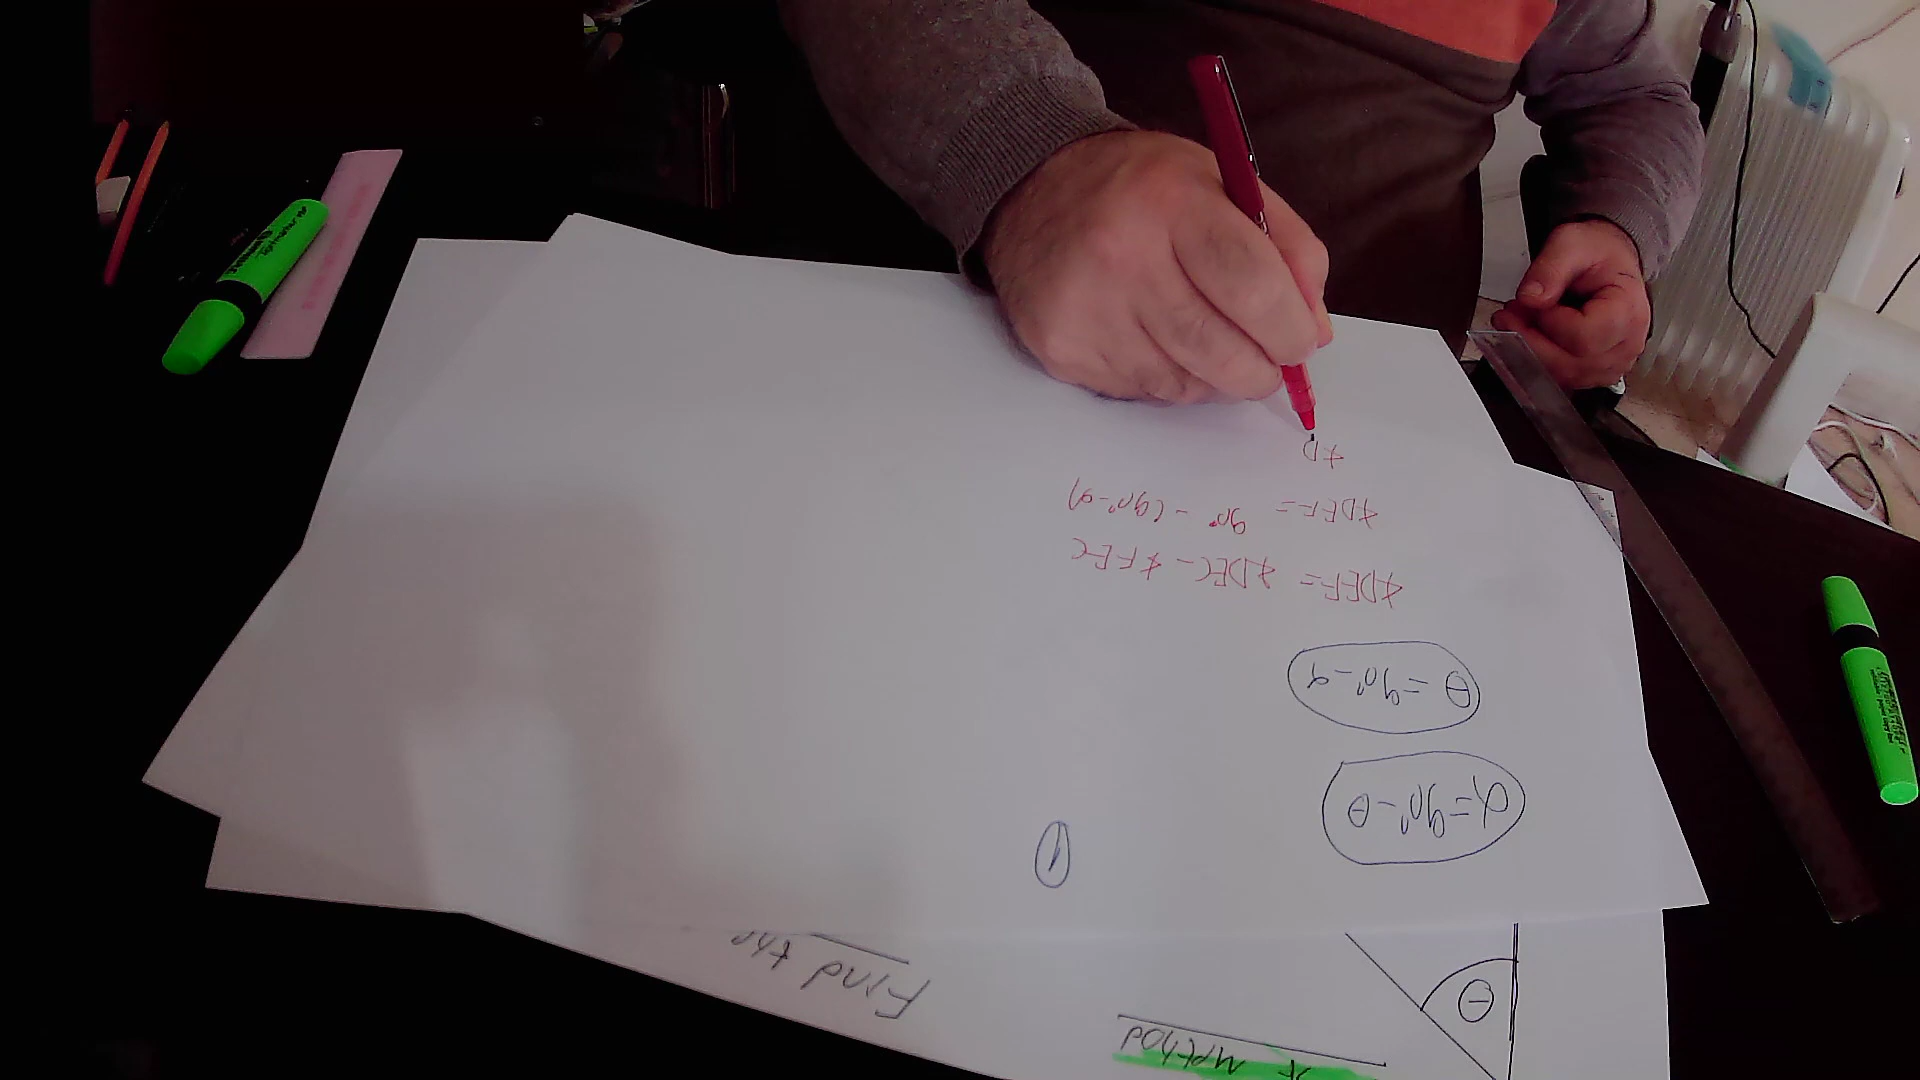 method
θ
Find the
1
α=90°-θ
θ=90°-α
∡DEF= ∡DEC-∡FEC
∡DEF= 90°-(90°-α)
∡D